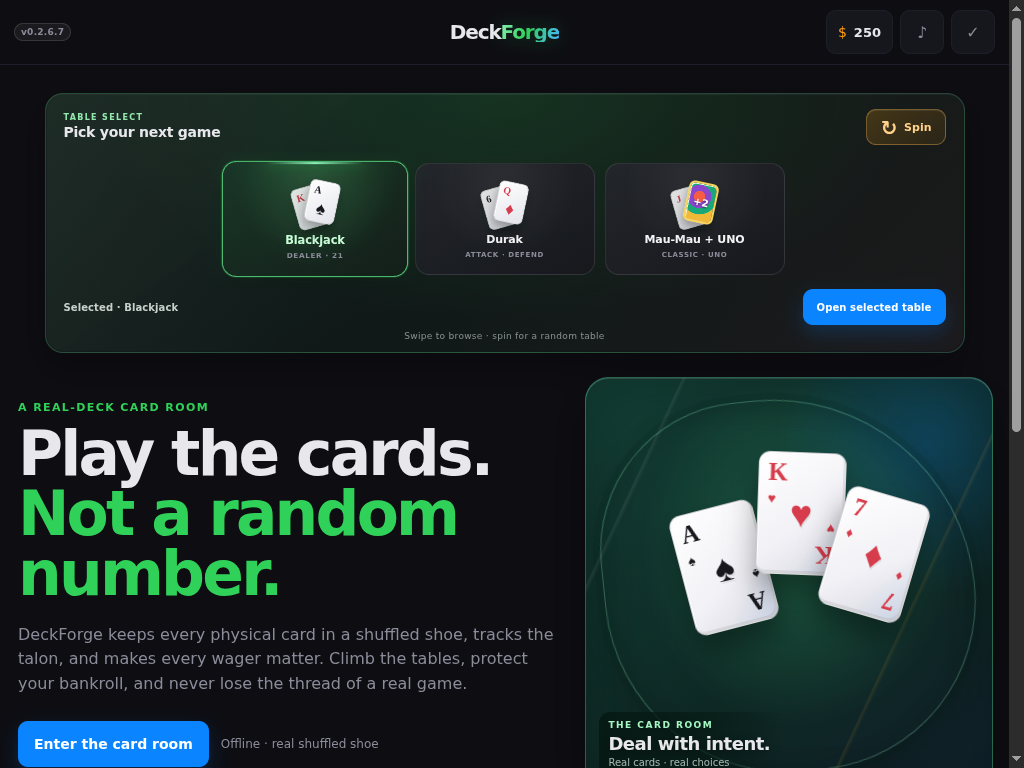 v0.2.6.7
DeckForge
$ 250
♪
✓
TABLE SELECT
Pick your next game
↻ Spin
K
A
♠
Blackjack
DEALER · 21
6
Q
♦
Durak
ATTACK · DEFEND
J
+2
Mau-Mau + UNO
CLASSIC · UNO
Selected · Blackjack
Open selected table
Swipe to browse · spin for a random table
A REAL-DECK CARD ROOM
Play the cards.
Not a random
number.
DeckForge keeps every physical card in a shuffled shoe, tracks the
talon, and makes every wager matter. Climb the tables, protect
your bankroll, and never lose the thread of a real game.
Enter the card room
Offline · real shuffled shoe
A
♠
♠
♠
A
K
♥
♥
♥
K
7
♦
♦
♦
7
THE CARD ROOM
Deal with intent.
Real cards · real choices